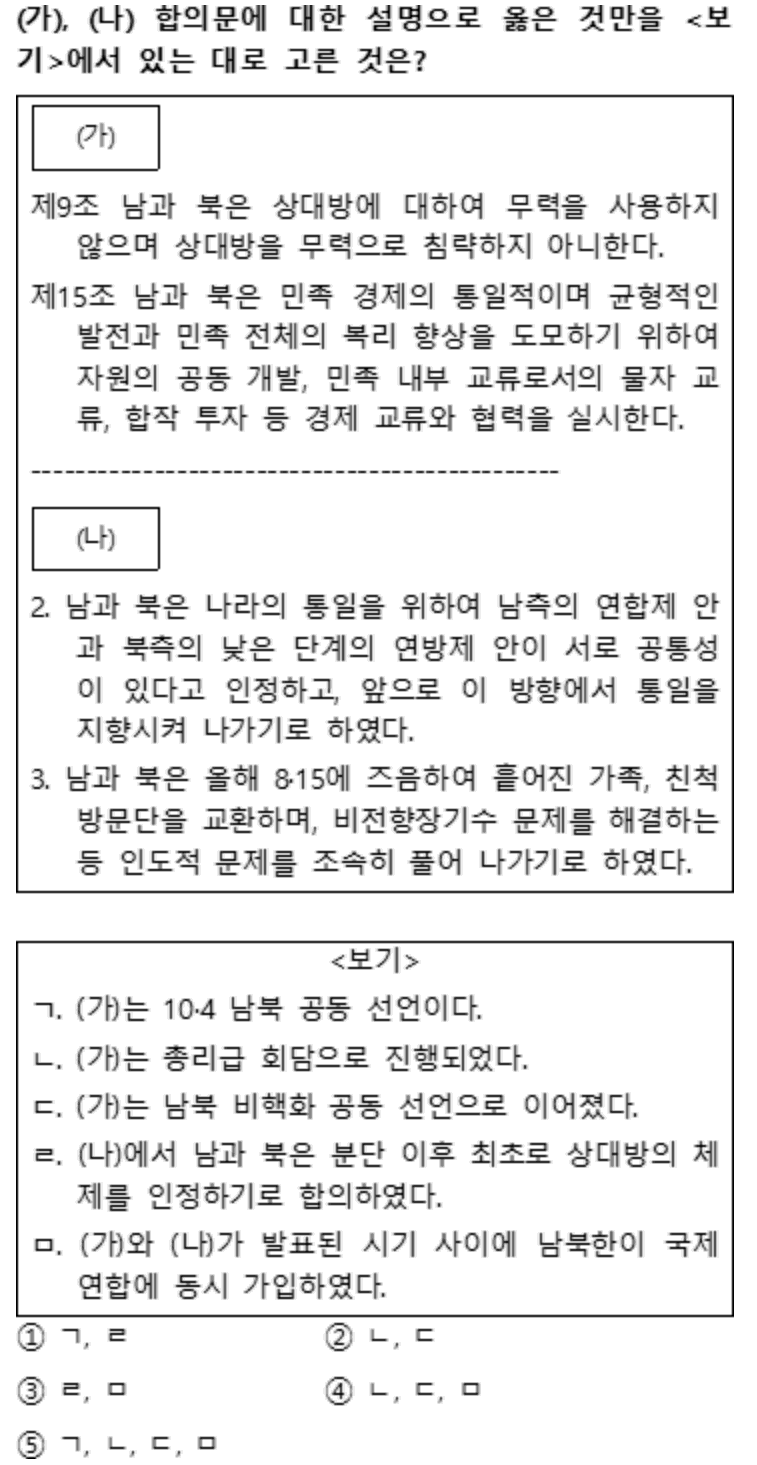 (가), (나) 합의문에 대한 설명으로 옳은 것만을 <보
기>에서 있는 대로 고른 것은?
(가)
제9조 남과 북은 상대방에 대하여 무력을 사용하지
않으며 상대방을 무력으로 침략하지 아니한다.
제15조 남과 북은 민족 경제의 통일적이며 균형적인
발전과 민족 전체의 복리 향상을 도모하기 위하여
자원의 공동 개발, 민족 내부 교류로서의 물자 교
류, 합작 투자 등 경제 교류와 협력을 실시한다.
----------------------------------------------
(나)
2. 남과 북은 나라의 통일을 위하여 남측의 연합제 안
과 북측의 낮은 단계의 연방제 안이 서로 공통성
이 있다고 인정하고, 앞으로 이 방향에서 통일을
지향시켜 나가기로 하였다.
3. 남과 북은 올해 8·15에 즈음하여 흩어진 가족, 친척
방문단을 교환하며, 비전향장기수 문제를 해결하는
등 인도적 문제를 조속히 풀어 나가기로 하였다.
<보기>
ㄱ. (가)는 10·4 남북 공동 선언이다.
ㄴ. (가)는 총리급 회담으로 진행되었다.
ㄷ. (가)는 남북 비핵화 공동 선언으로 이어졌다.
ㄹ. (나)에서 남과 북은 분단 이후 최초로 상대방의 체
제를 인정하기로 합의하였다.
ㅁ. (가)와 (나)가 발표된 시기 사이에 남북한이 국제
연합에 동시 가입하였다.
① ㄱ, ㄹ ② ㄴ, ㄷ
③ ㄹ, ㅁ ④ ㄴ, ㄷ, ㅁ
⑤ ㄱ, ㄴ, ㄷ, ㅁ